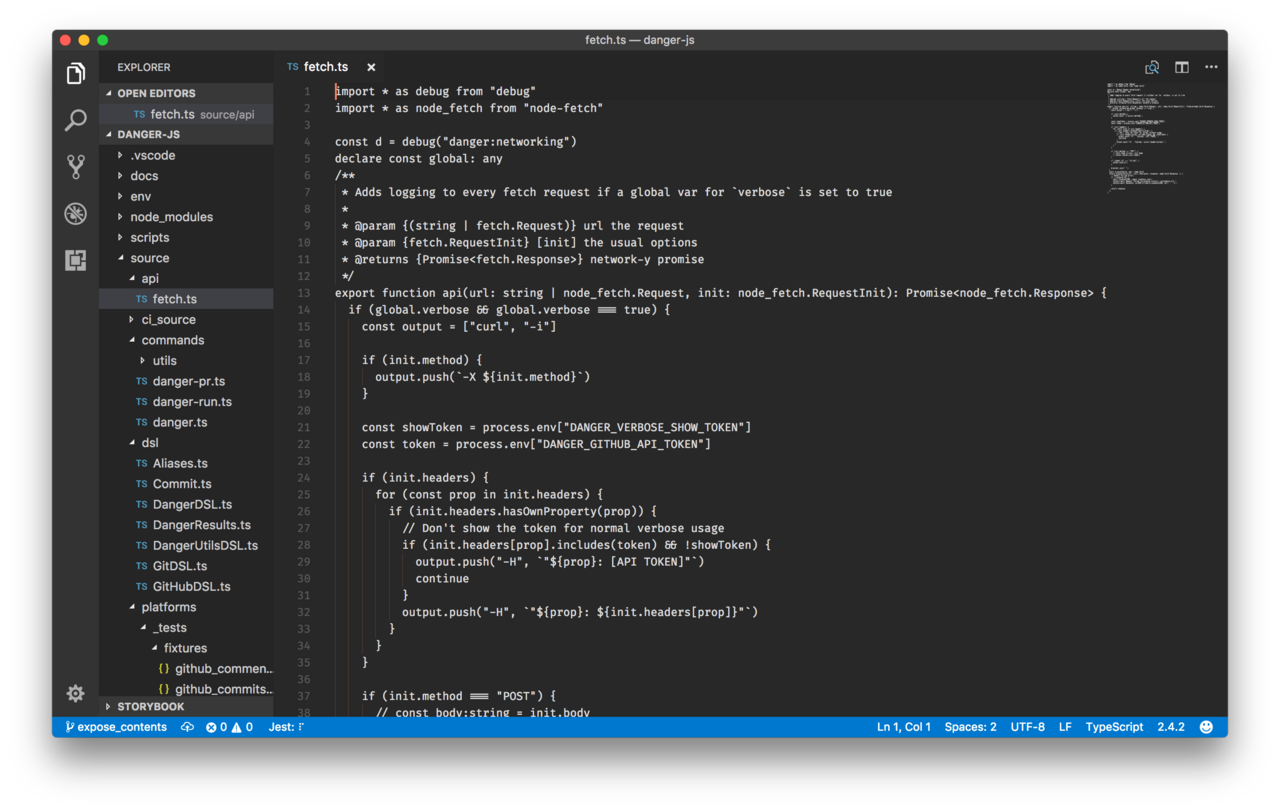 fetch.ts — danger-js
EXPLORER
OPEN EDITORS
TS fetch.ts source/api
DANGER-JS
.vscode
docs
env
node_modules
scripts
source
api
TS fetch.ts
ci_source
commands
utils
TS danger-pr.ts
TS danger-run.ts
TS danger.ts
dsl
TS Aliases.ts
TS Commit.ts
TS DangerDSL.ts
TS DangerResults.ts
TS DangerUtilsDSL.ts
TS GitDSL.ts
TS GitHubDSL.ts
platforms
_tests
fixtures
{} github_commen...
{} github_commits...
STORYBOOK
TS fetch.ts ×
1 import * as debug from "debug"
2 import * as node_fetch from "node-fetch"
3
4 const d = debug("danger:networking")
5 declare const global: any
6 /**
7  * Adds logging to every fetch request if a global var for `verbose` is set to true
8  *
9  * @param {(string | fetch.Request)} url the request
10  * @param {fetch.RequestInit} [init] the usual options
11  * @returns {Promise<fetch.Response>} network-y promise
12  */
13 export function api(url: string | node_fetch.Request, init: node_fetch.RequestInit): Promise<node_fetch.Response> {
14   if (global.verbose && global.verbose === true) {
15     const output = ["curl", "-i"]
16
17     if (init.method) {
18       output.push(`-X ${init.method}`)
19     }
20
21     const showToken = process.env["DANGER_VERBOSE_SHOW_TOKEN"]
22     const token = process.env["DANGER_GITHUB_API_TOKEN"]
23
24     if (init.headers) {
25       for (const prop in init.headers) {
26         if (init.headers.hasOwnProperty(prop)) {
27           // Don't show the token for normal verbose usage
28           if (init.headers[prop].includes(token) && !showToken) {
29             output.push("-H", `"${prop}: [API TOKEN]"`)
30             continue
31           }
32           output.push("-H", `"${prop}: ${init.headers[prop]}"`)
33         }
34       }
35     }
36
37     if (init.method === "POST") {
38       // const body:string = init.body
expose_contents 0 0 Jest: Ln 1, Col 1 Spaces: 2 UTF-8 LF TypeScript 2.4.2